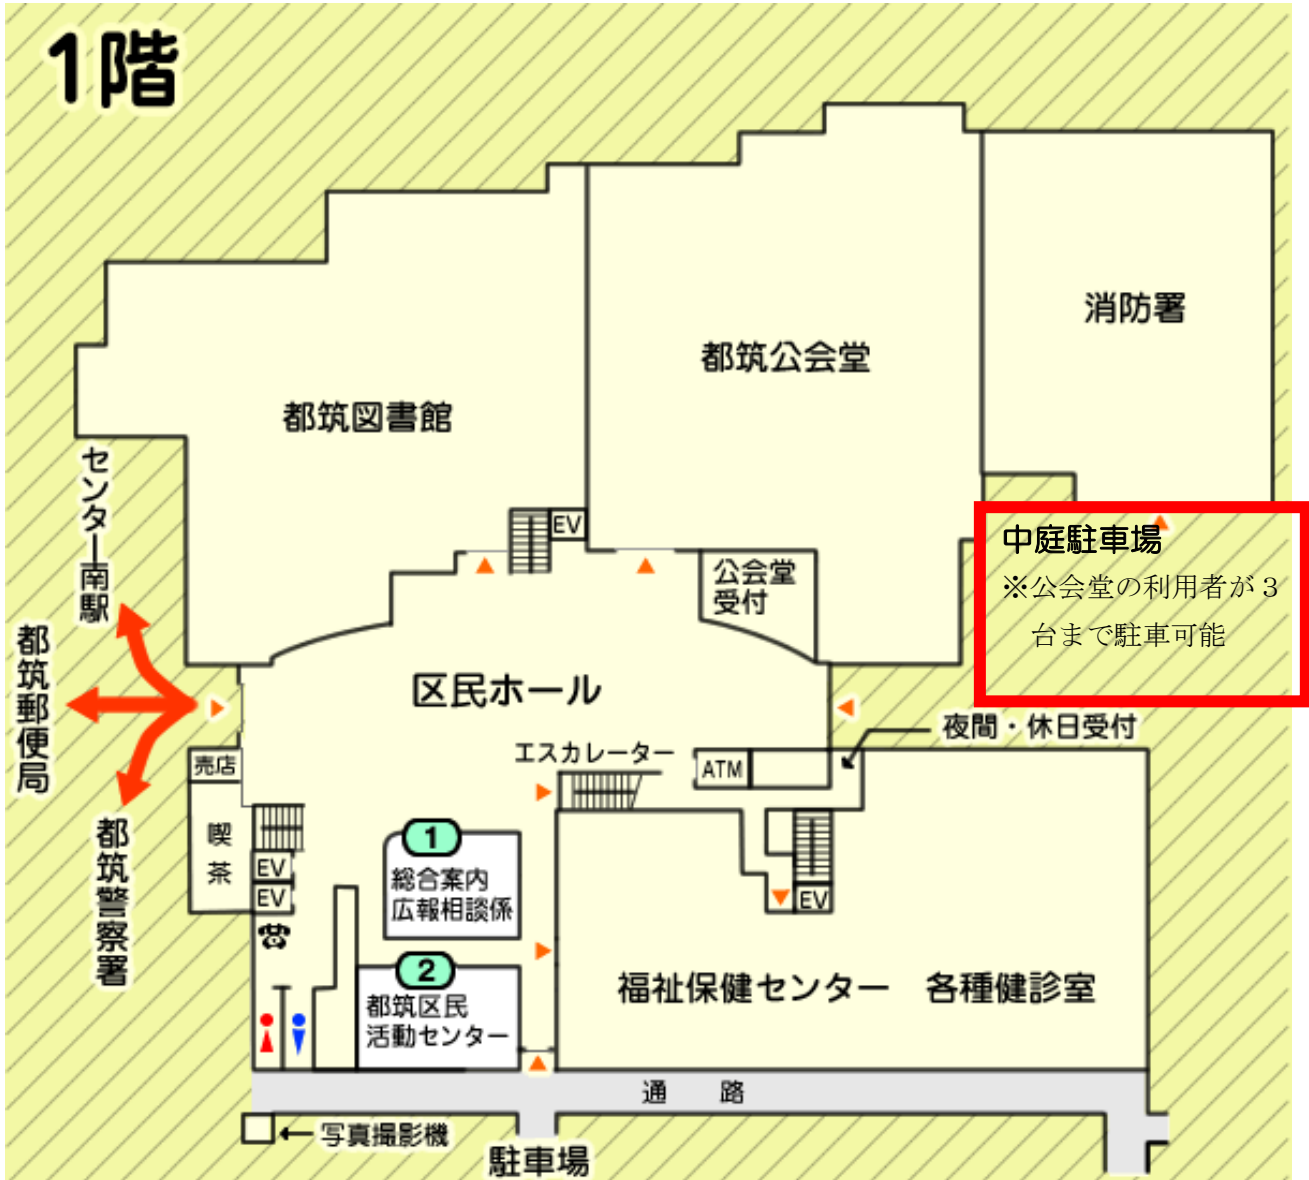 1階
消防署
都筑公会堂
都筑図書館
センター南駅
EV
中庭駐車場
※公会堂の利用者が3
台まで駐車可能
公会堂
受付
都筑郵便局
区民ホール
夜間・休日受付
エスカレーター
売店
ATM
都筑警察署
喫
茶
1
総合案内
広報相談係
EV
EV
EV
2
都筑区民
活動センター
福祉保健センター 各種健診室
通 路
写真撮影機
駐車場